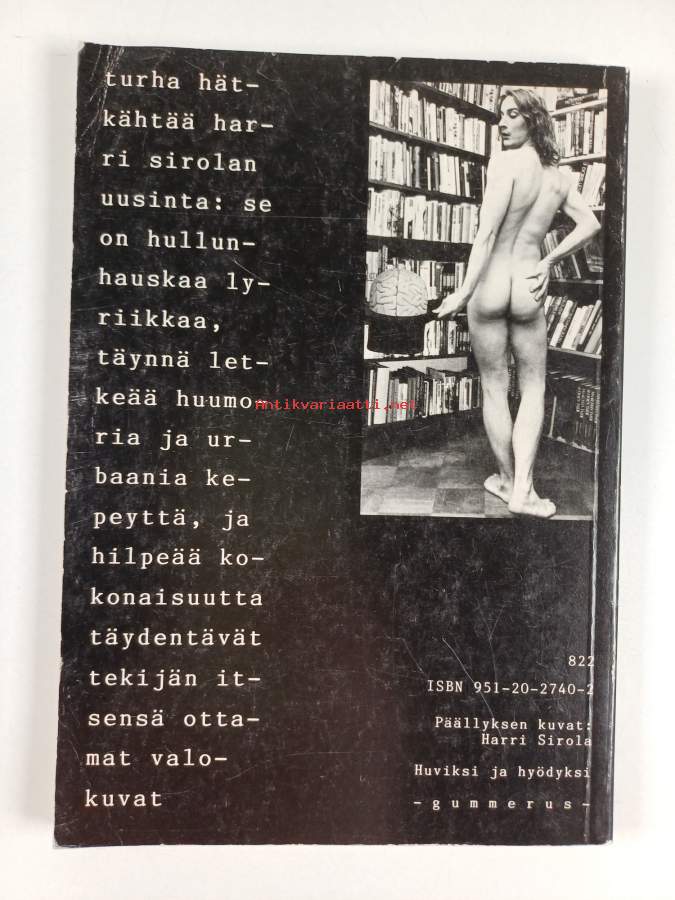 turha hät-
kähtää har-
ri sirolan
uusinta: se
on hullun-
hauskaa ly-
riikkaa,
täynnä let-
keää huumo-
ria ja ur-
baania ke-
peyttä, ja
hilpeää ko-
konaisuutta
täydentävät
tekijän it-
sensä otta-
mat valo-
kuvat
antikvariaatti.net
822
ISBN 951-20-2740-2
Päällyksen kuvat:
Harri Sirola
Huviksi ja hyödyksi
- gummerus -